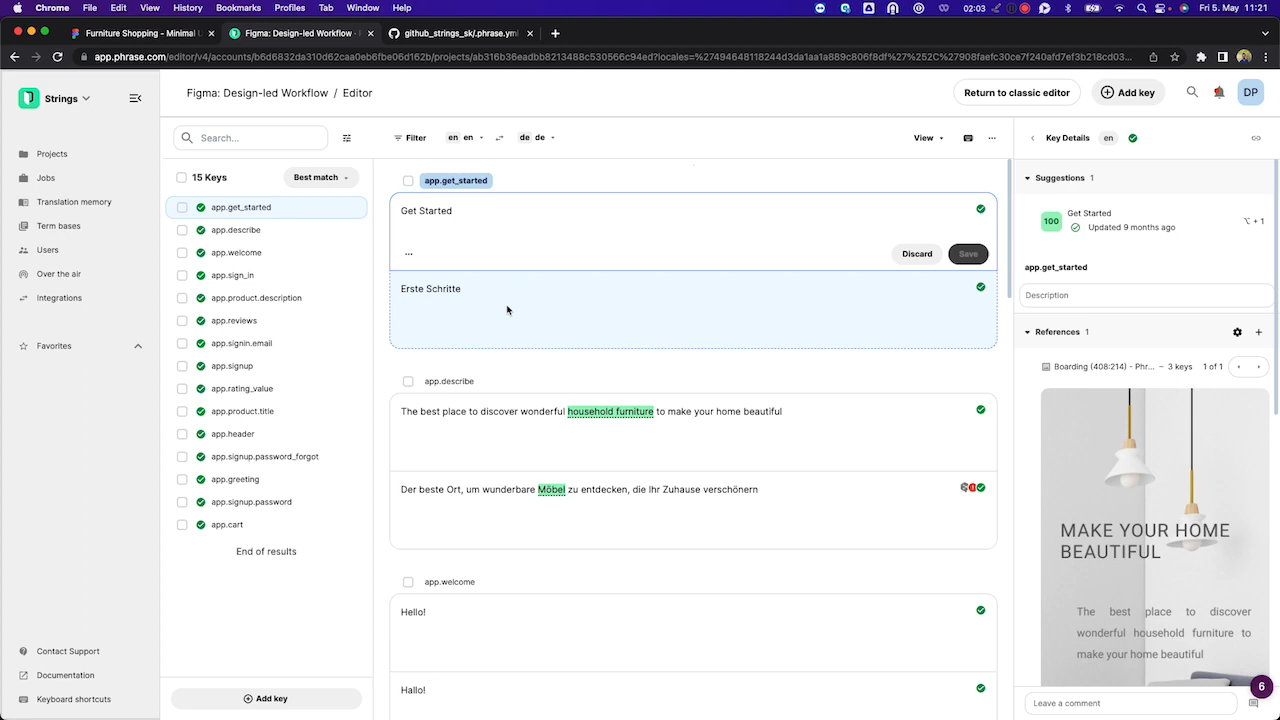 Chrome File Edit View History Bookmarks Profiles Tab Window Help 02:03 Fri 10. Mar 11:21
Furniture Shopping - Minimal U
Figma: Design-led Workflow - P
github_strings_sk/.phrase.yml
app.phrase.com/editor/v4/accounts/b6d6832da310d62caa0eb6fbe06d162b/projects/ab316b36eadbb8213488c530566c94ed?locales=%27494648118244d3da1aa1a889c806f8df%27%252C%27908faefc30ce7f240afd7ef3b218cd03...
Strings
Figma: Design-led Workflow / Editor
Return to classic editor
Add key
DP
Projects
Jobs
Translation memory
Term bases
Users
Over the air
Integrations
Favorites
Contact Support
Documentation
Keyboard shortcuts
Search...
15 Keys
Best match
app.get_started
app.describe
app.welcome
app.sign_in
app.product.description
app.reviews
app.signin.email
app.signup
app.rating_value
app.product.title
app.header
app.signup.password_forgot
app.greeting
app.signup.password
app.cart
End of results
Add key
Filter en en de de View ...
app.get_started
Get Started
... Discard Save
Erste Schritte
app.describe
The best place to discover wonderful household furniture to make your home beautiful
Der beste Ort, um wunderbare Möbel zu entdecken, die Ihr Zuhause verschönern
app.welcome
Hello!
Hallo!
Key Details en
Suggestions 1
100 Get Started
Updated 9 months ago
⌥ + 1
app.get_started
Description
References 1
Boarding (408:214) - Phr... – 3 keys 1 of 1
MAKE YOUR HOME
BEAUTIFUL
The best place to discover
wonderful household furniture to
make your home beautiful
Leave a comment
6